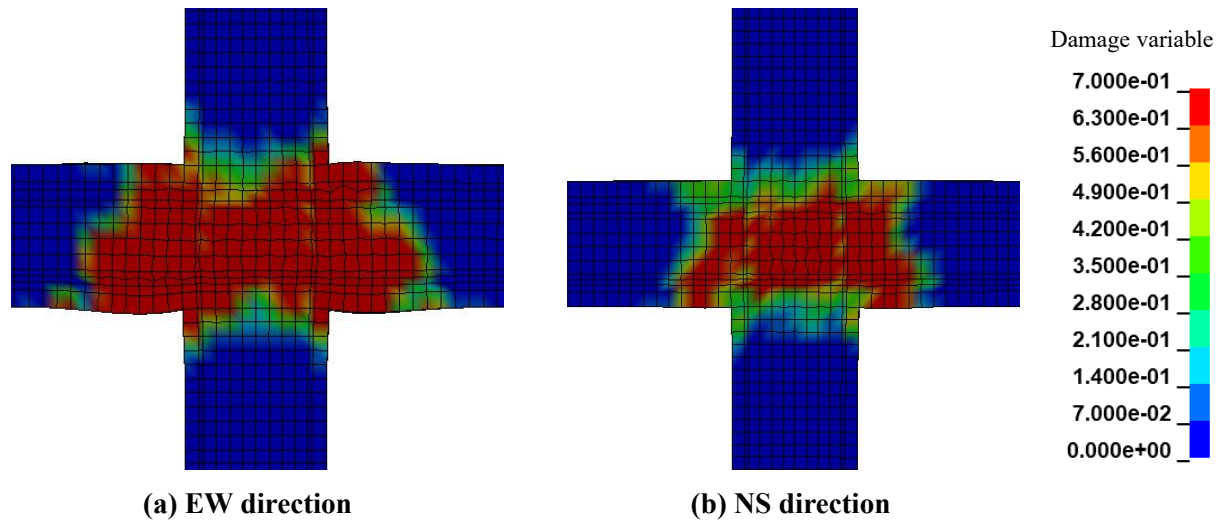 Damage variable
7.000e-01
6.300e-01
5.600e-01
4.900e-01
4.200e-01
3.500e-01
2.800e-01
2.100e-01
1.400e-01
7.000e-02
0.000e+00
(a) EW direction
(b) NS direction